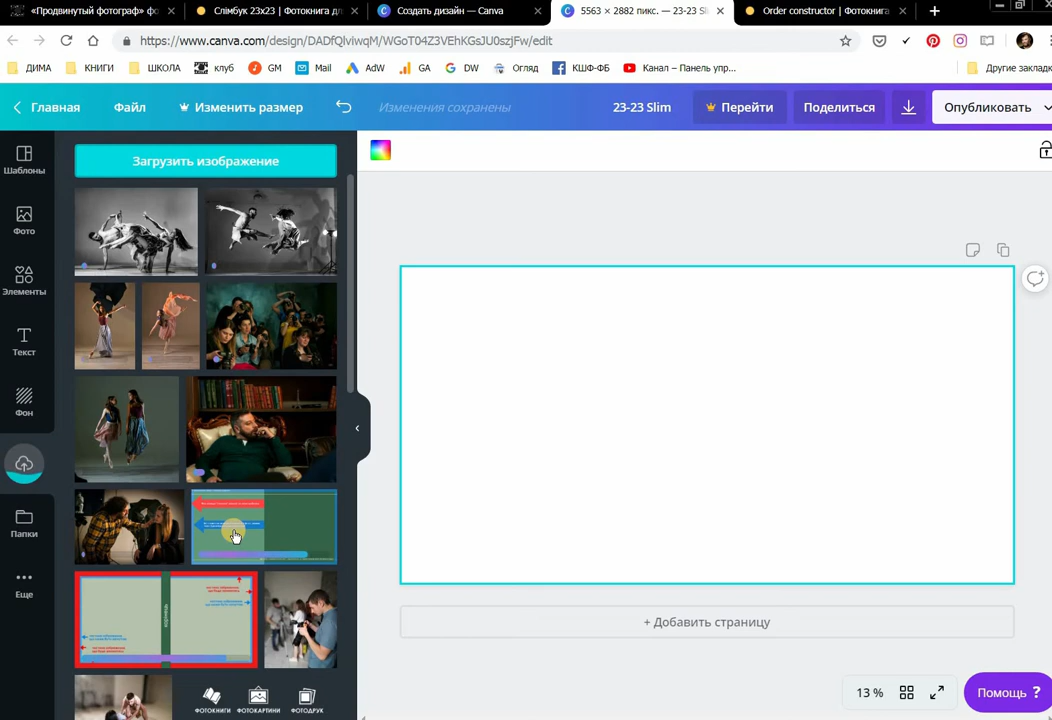 «Продвинутый фотограф» фо
Слімбук 23x23 | Фотокнига дл
Создать дизайн — Canva
5563 × 2882 пикс. — 23-23 Sli
Order constructor | Фотокнига
https://www.canva.com/design/DADfQlviwqM/WGoT04Z3VEhKGsJU0szjFw/edit
ДИМА
КНИГИ
ШКОЛА
клуб
GM
Mail
AdW
GA
DW
Огляд
КШФ-ФБ
Канал – Панель упр...
Другие закладк
Главная
Файл
Изменить размер
Изменения сохранены
23-23 Slim
Перейти
Поделиться
Опубликовать
Шаблоны
Фото
Элементы
Текст
Фон
Папки
Еще
Загрузить изображение
ФОТОКНИГИ
ФОТОКАРТИНИ
ФОТОДРУК
+ Добавить страницу
13 %
Помощь ?